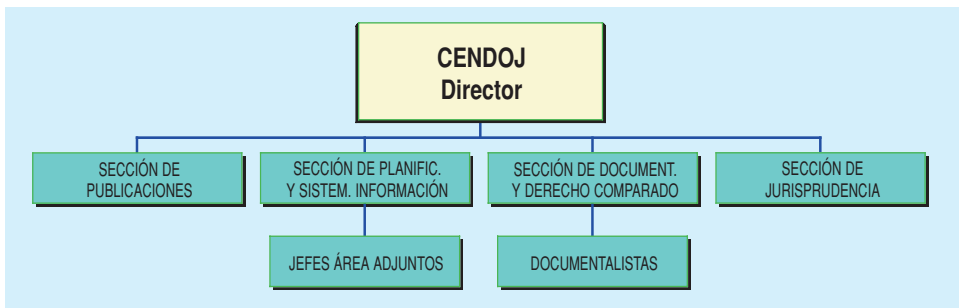 CENDOJ
Director
SECCIÓN DE
PUBLICACIONES
SECCIÓN DE PLANIFIC.
Y SISTEM. INFORMACIÓN
SECCIÓN DE DOCUMENT.
Y DERECHO COMPARADO
SECCIÓN DE
JURISPRUDENCIA
JEFES ÁREA ADJUNTOS
DOCUMENTALISTAS